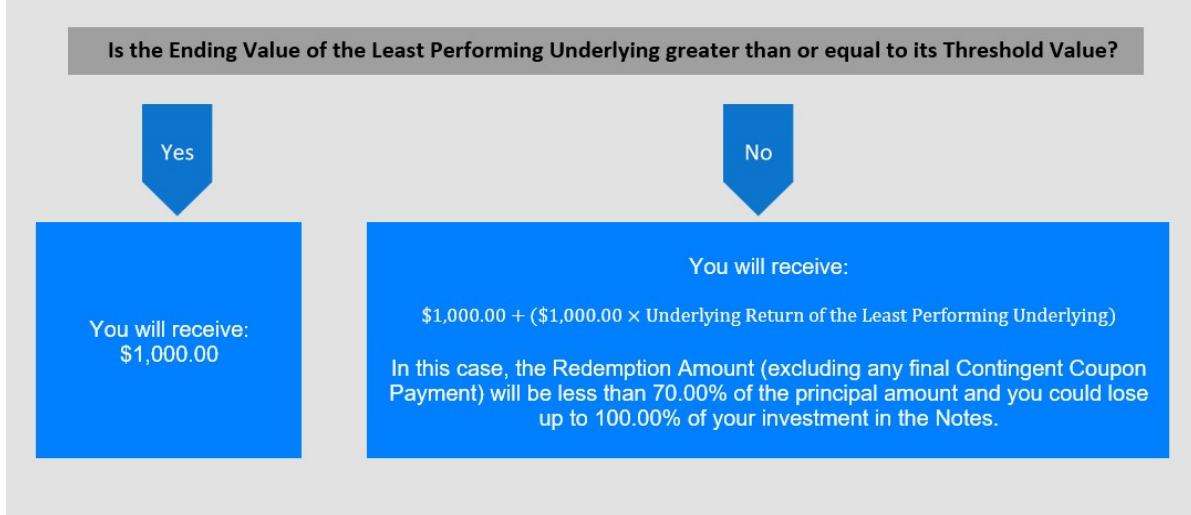 Is the Ending Value of the Least Performing Underlying greater than or equal to its Threshold Value?
Yes
No
You will receive:
$1,000.00
You will receive:
$1,000.00 + ($1,000.00 × Underlying Return of the Least Performing Underlying)
In this case, the Redemption Amount (excluding any final Contingent Coupon
Payment) will be less than 70.00% of the principal amount and you could lose
up to 100.00% of your investment in the Notes.